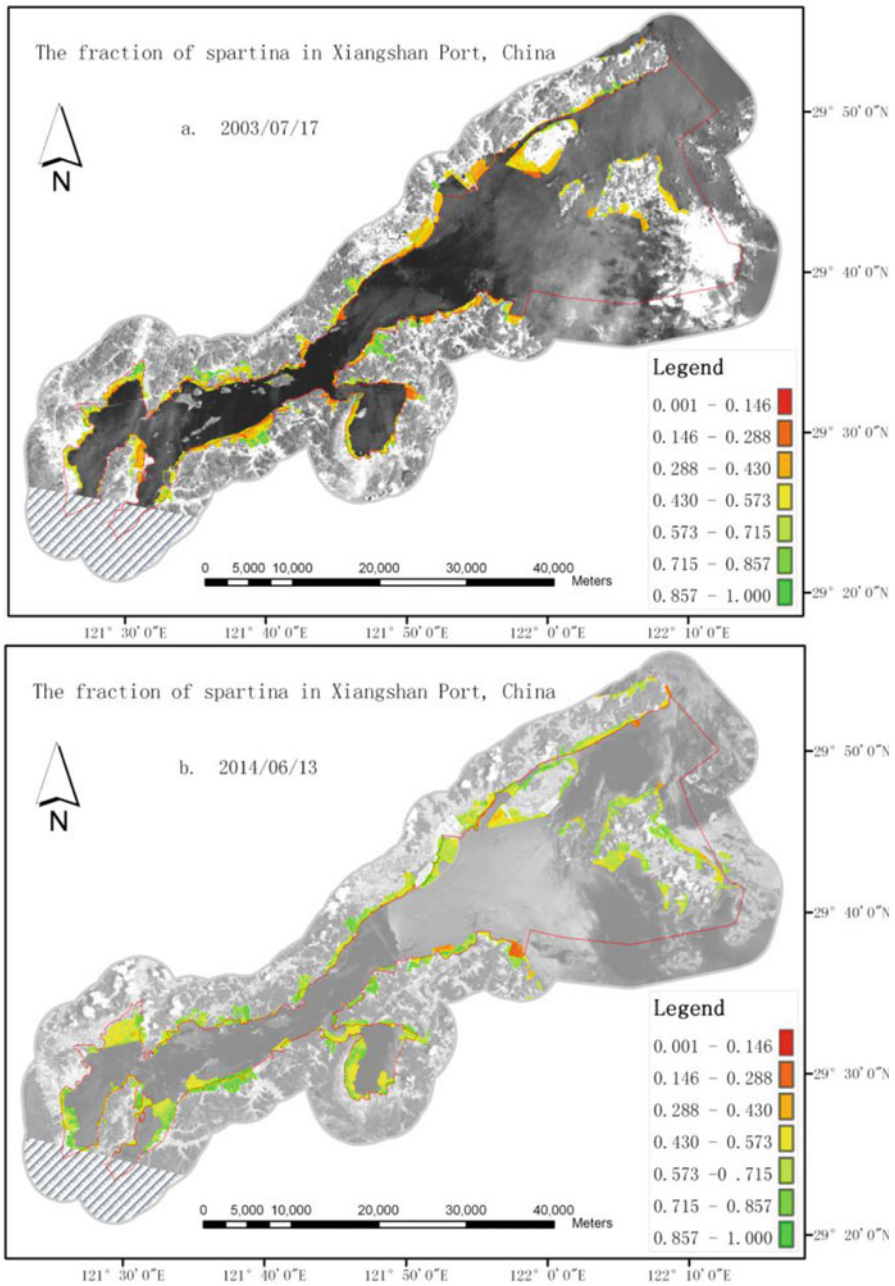 The fraction of spartina in Xiangshan Port, China
a. 2003/07/17
N
29° 50′0″N
29° 40′0″N
29° 30′0″N
29° 20′0″N
Legend
0.001 - 0.146
0.146 - 0.288
0.288 - 0.430
0.430 - 0.573
0.573 - 0.715
0.715 - 0.857
0.857 - 1.000
0 5,000 10,000 20,000 30,000 40,000
Meters
121° 30′0″E 121° 40′0″E 121° 50′0″E 122° 0′0″E 122° 10′0″E
The fraction of spartina in Xiangshan Port, China
b. 2014/06/13
N
29° 50′0″N
29° 40′0″N
29° 30′0″N
29° 20′0″N
Legend
0.001 - 0.146
0.146 - 0.288
0.288 - 0.430
0.430 - 0.573
0.573 -0 .715
0.715 - 0.857
0.857 - 1.000
0 5,000 10,000 20,000 30,000 40,000
Meters
121° 30′0″E 121° 40′0″E 121° 50′0″E 122° 0′0″E 122° 10′0″E